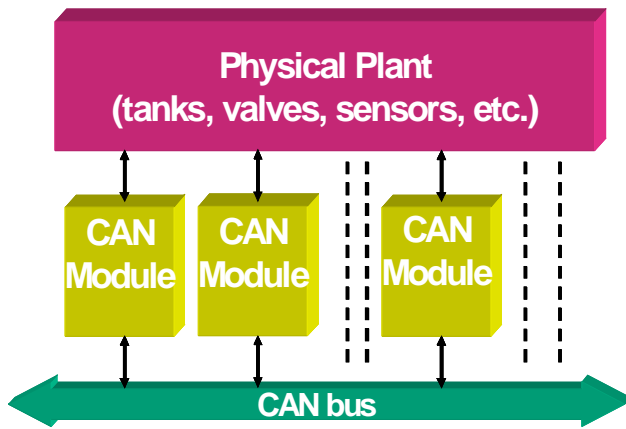 Physical Plant
(tanks, valves, sensors, etc.)
CAN
Module
CAN
Module
CAN
Module
CAN bus